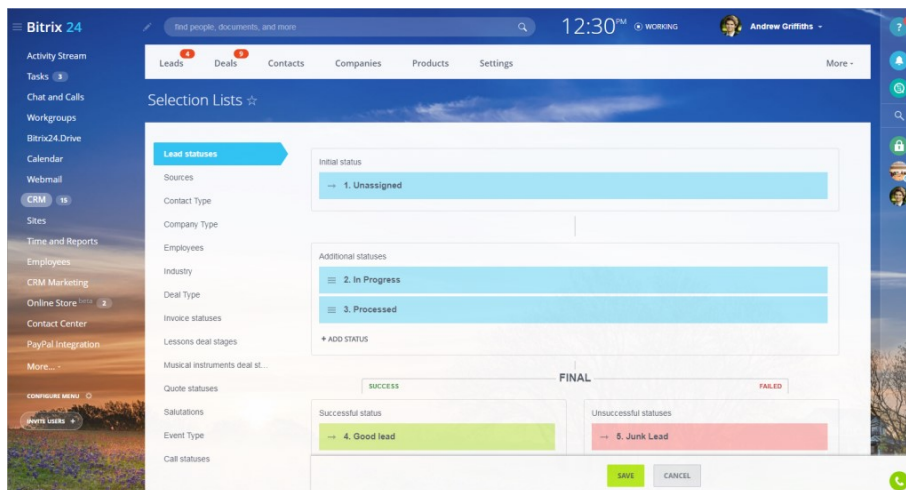 Bitrix 24
find people, documents, and more
12:30 PM WORKING
Andrew Griffiths
?
Activity Stream
Tasks 3
Chat and Calls
Workgroups
Bitrix24.Drive
Calendar
Webmail
CRM 15
Sites
Time and Reports
Employees
CRM Marketing
Online Store beta 2
Contact Center
PayPal Integration
More... -
CONFIGURE MENU
INVITE USERS +
4
5
Leads
Deals
Contacts
Companies
Products
Settings
More -
Selection Lists ☆
Lead statuses
Sources
Contact Type
Company Type
Employees
Industry
Deal Type
Invoice statuses
Lessons deal stages
Musical instruments deal st...
Quote statuses
Salutations
Event Type
Call statuses
Initial status
→ 1. Unassigned
Additional statuses
2. In Progress
3. Processed
+ ADD STATUS
FINAL
SUCCESS
FAILED
Successful status
→ 4. Good lead
Unsuccessful statuses
→ 5. Junk Lead
SAVE
CANCEL